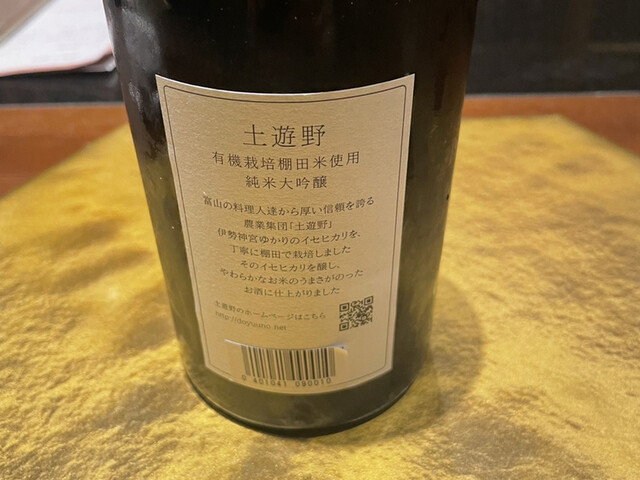 土遊野
有機栽培棚田米使用
純米大吟醸
富山の料理人達から厚い信頼を誇る
農業集団「土遊野」
伊勢神宮ゆかりのイセヒカリを、
丁寧に棚田で栽培しました
そのイセヒカリを醸し、
やわらかなお米のうまさがのった
お酒に仕上がりました
土遊野のホームページはこちら
http://doyuuno.net
0 401041 090010